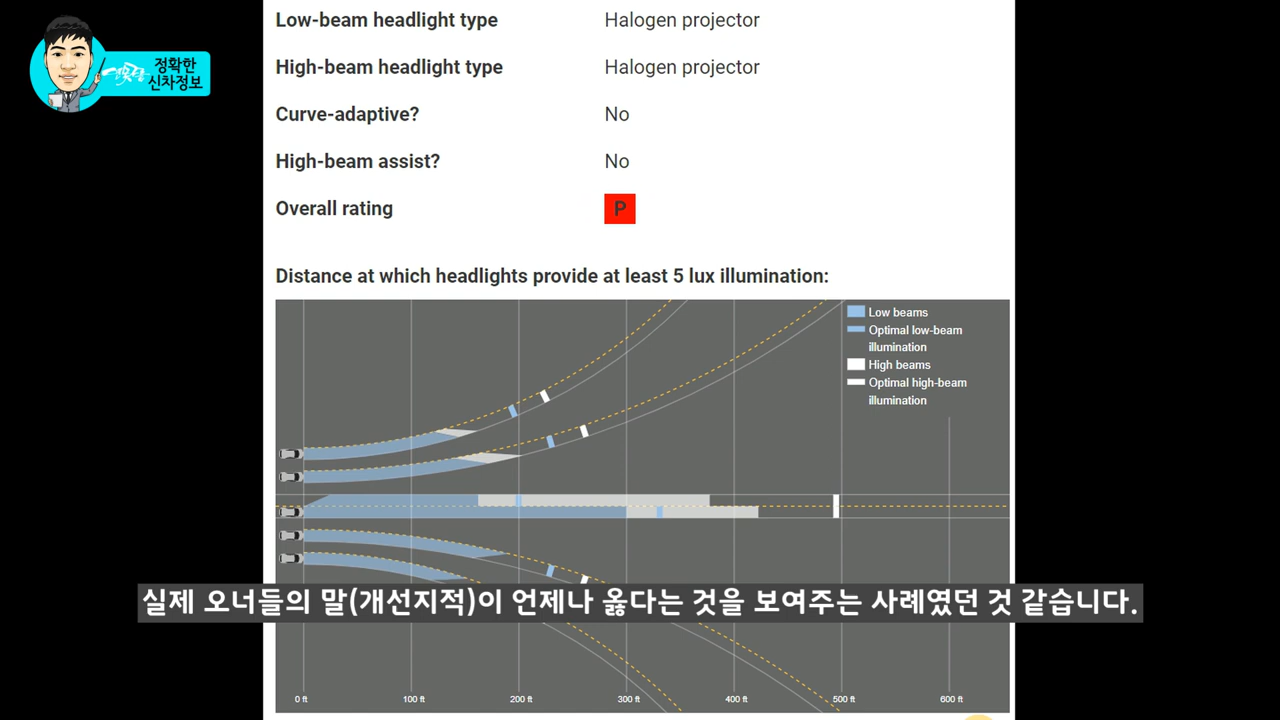 정확한
신차정보
Low-beam headlight type Halogen projector
High-beam headlight type Halogen projector
Curve-adaptive? No
High-beam assist? No
Overall rating P
Distance at which headlights provide at least 5 lux illumination:
Low beams
Optimal low-beam
illumination
High beams
Optimal high-beam
illumination
실제 오너들의 말(개선지적)이 언제나 옳다는 것을 보여주는 사례였던 것 같습니다.
0 ft 100 ft 200 ft 300 ft 400 ft 500 ft 600 ft